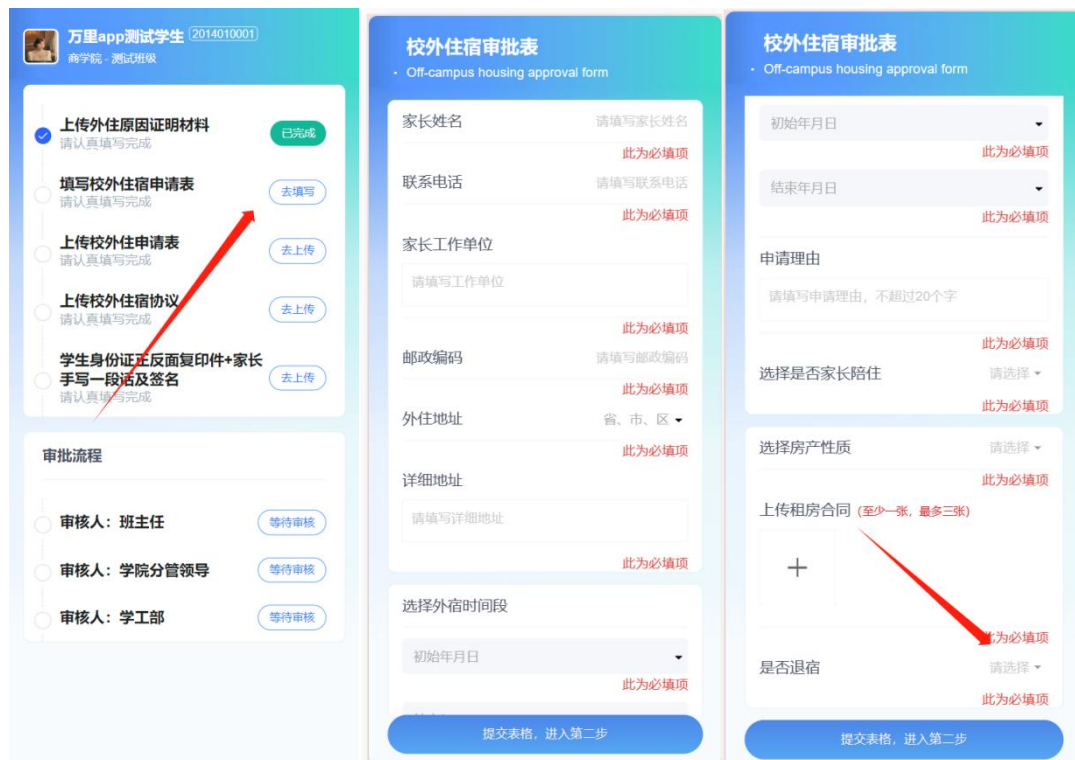 万里app测试学生 2014010001
商学院 - 测试班级
上传外住原因证明材料
请认真填写完成
已完成
填写校外住宿申请表
请认真填写完成
去填写
上传校外住申请表
请认真填写完成
去上传
上传校外住宿协议
请认真填写完成
去上传
学生身份证正反面复印件+家长
手写一段话及签名
请认真填写完成
去上传
审批流程
审核人：班主任 等待审核
审核人：学院分管领导 等待审核
审核人：学工部 等待审核
校外住宿审批表
· Off-campus housing approval form
家长姓名 请填写家长姓名
此为必填项
联系电话 请填写联系电话
此为必填项
家长工作单位
请填写工作单位
此为必填项
邮政编码 请填写邮政编码
此为必填项
外住地址 省、市、区
此为必填项
详细地址
请填写详细地址
此为必填项
选择外宿时间段
初始年月日
此为必填项
提交表格，进入第二步
校外住宿审批表
· Off-campus housing approval form
初始年月日
此为必填项
结束年月日
此为必填项
申请理由
请填写申请理由，不超过20个字
此为必填项
选择是否家长陪住 请选择
此为必填项
选择房产性质 请选择
此为必填项
上传租房合同 (至少一张，最多三张)
+
此为必填项
是否退宿 请选择
此为必填项
提交表格，进入第二步